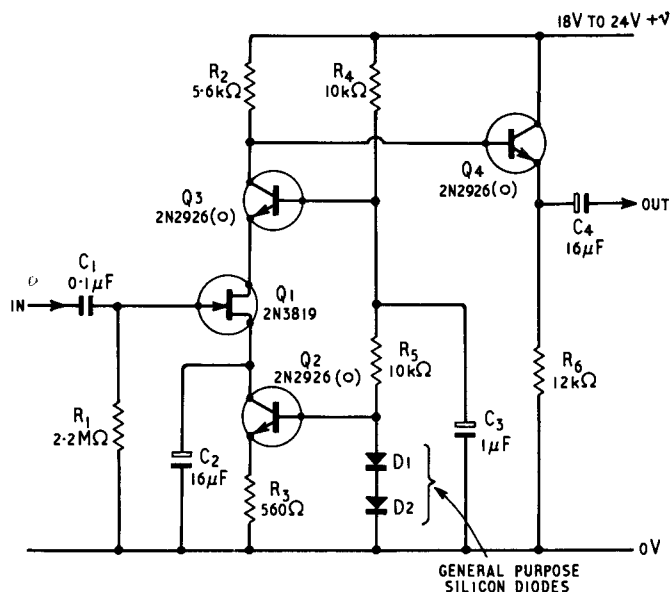 18V TO 24V +V
R2
5·6kΩ
R4
10kΩ
Q4
2N2926(O)
Q3
2N2926(O)
OUT
C4
16μF
C1
0·1μF
IN
Q1
2N3819
Q2
2N2926(O)
R5
10kΩ
R6
12kΩ
R1
2·2MΩ
C2
16μF
C3
1μF
D1
D2
R3
560Ω
0V
GENERAL PURPOSE
SILICON DIODES